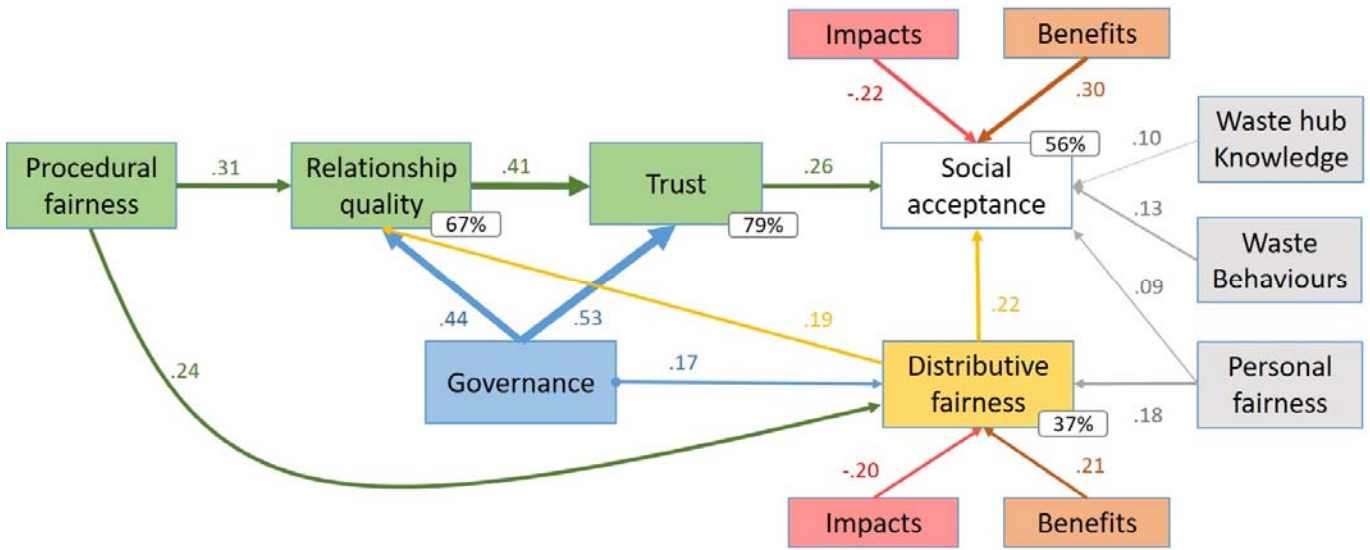 Impacts
Benefits
-.22
.30
Procedural
fairness
.31
Relationship
quality
67%
.41
Trust
79%
.26
Social
acceptance
56%
.10
Waste hub
Knowledge
.13
Waste
Behaviours
.09
.44
.53
.19
.22
.24
Governance
.17
Distributive
fairness
37%
.18
Personal
fairness
-.20
.21
Impacts
Benefits